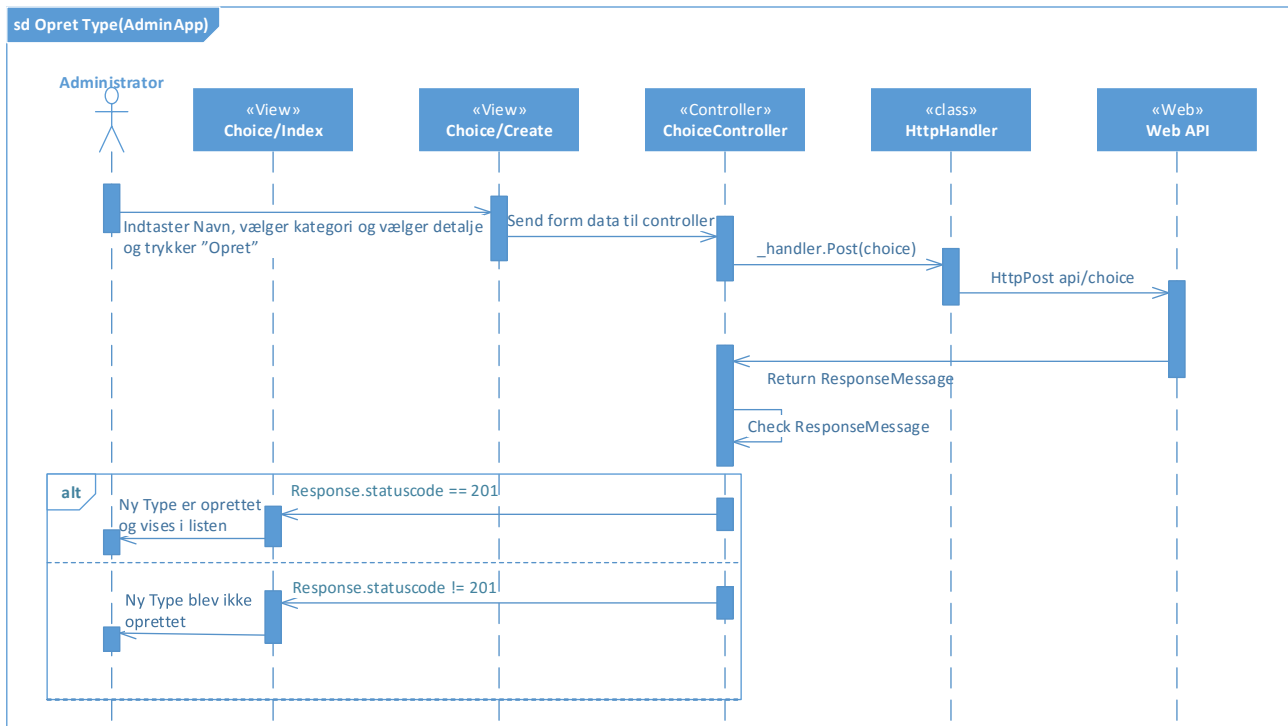 sd Opret Type(AdminApp)
Administrator
«View»
Choice/Index
«View»
Choice/Create
«Controller»
ChoiceController
«class»
HttpHandler
«Web»
Web API
Indtaster Navn, vælger kategori og vælger detalje
og trykker ”Opret”
Send form data til controller
_handler.Post(choice)
HttpPost api/choice
Return ResponseMessage
Check ResponseMessage
alt
Response.statuscode == 201
Ny Type er oprettet
og vises i listen
Response.statuscode != 201
Ny Type blev ikke
oprettet